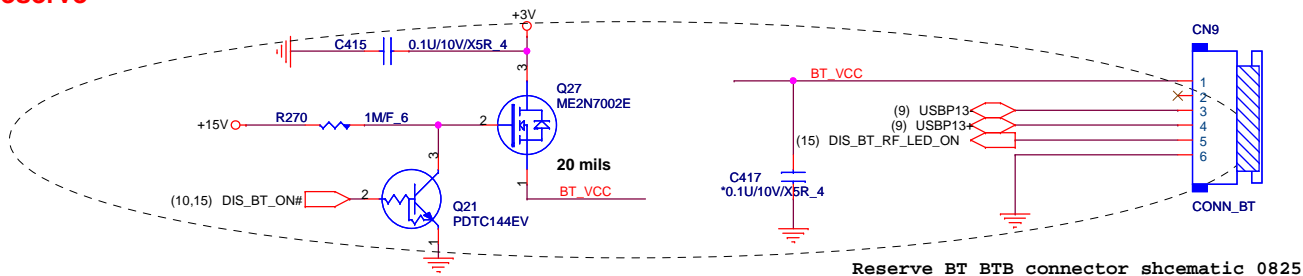 +3V
CN9
C415 0.1U/10V/X5R_4
3
BT_VCC
1
2
3
4
5
6
Q27
ME2N7002E
(9) USBP13-
(9) USBP13+
(15) DIS_BT_RF_LED_ON
+15V
R270 1M/F_6
2
20 mils
3
1
BT_VCC
C417
*0.1U/10V/X5R_4
(10,15) DIS_BT_ON#
2
Q21
PDTC144EV
1
CONN_BT
Reserve BT BTB connector shcematic 0825